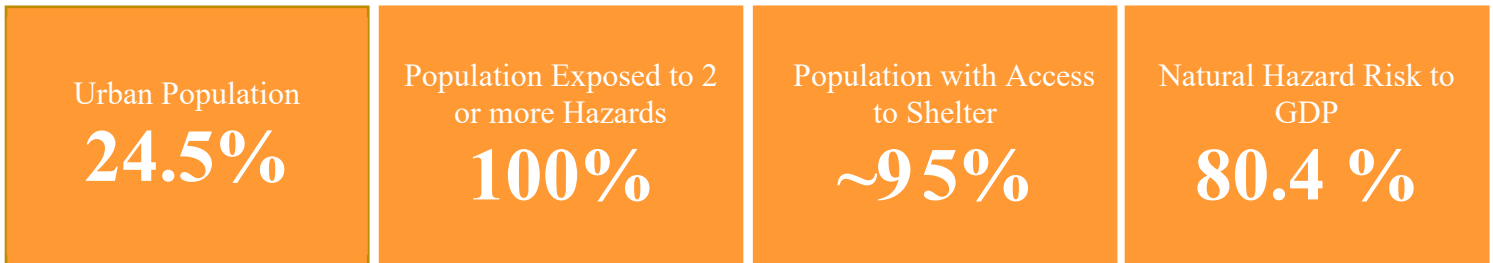 Urban Population
24.5%
Population Exposed to 2
or more Hazards
100%
Population with Access
to Shelter
~95%
Natural Hazard Risk to
GDP
80.4 %